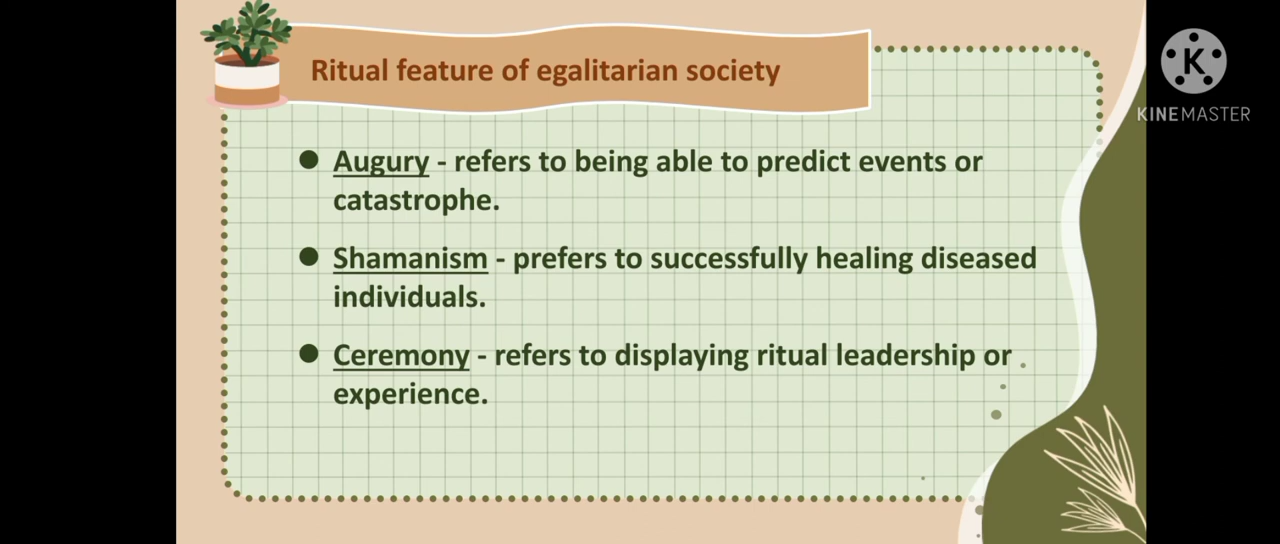 Ritual feature of egalitarian society
K
KINEMASTER
● Augury - refers to being able to predict events or
catastrophe.
● Shamanism - prefers to successfully healing diseased
individuals.
● Ceremony - refers to displaying ritual leadership or
experience.